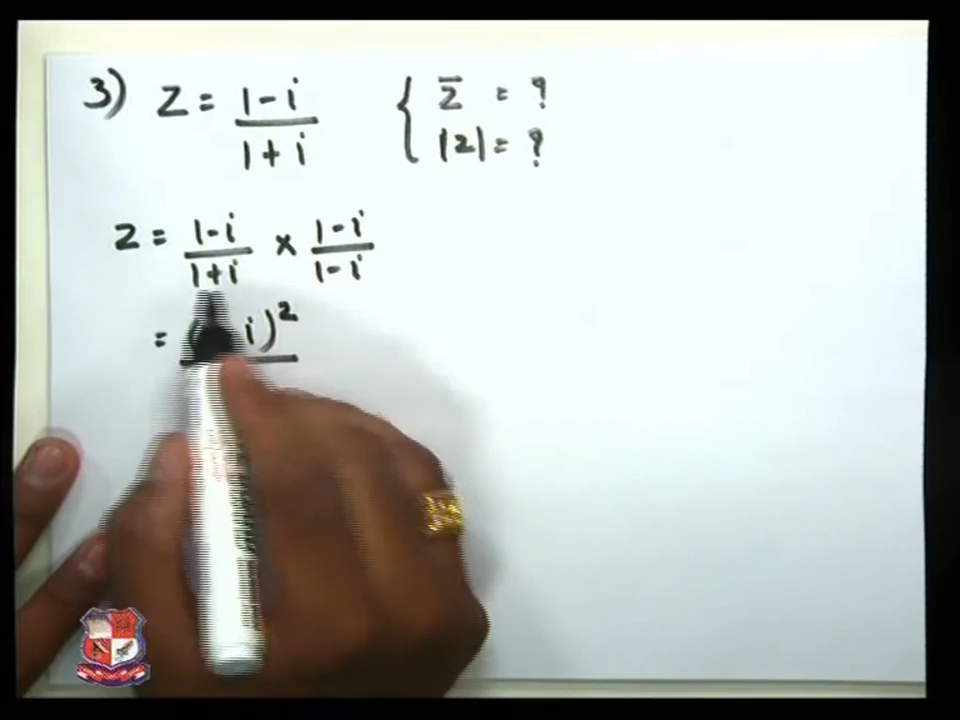 3) Z = 1-i / 1+i { z̄ = ?
|z| = ?
z = 1-i / 1+i × 1-i / 1-i
= ( i)²